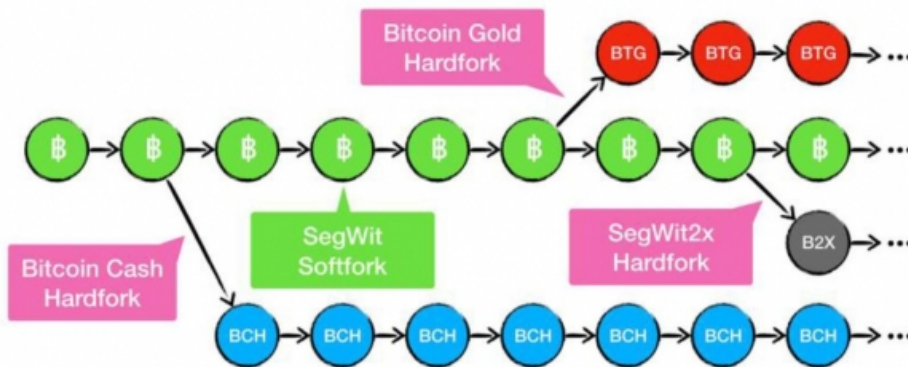 Bitcoin Gold
Hardfork
BTG BTG BTG ...
฿ ฿ ฿ ฿ ฿ ฿ ฿ ฿ ฿ ...
SegWit
Softfork
SegWit2x
Hardfork
B2X ...
Bitcoin Cash
Hardfork
BCH BCH BCH BCH BCH BCH BCH ...